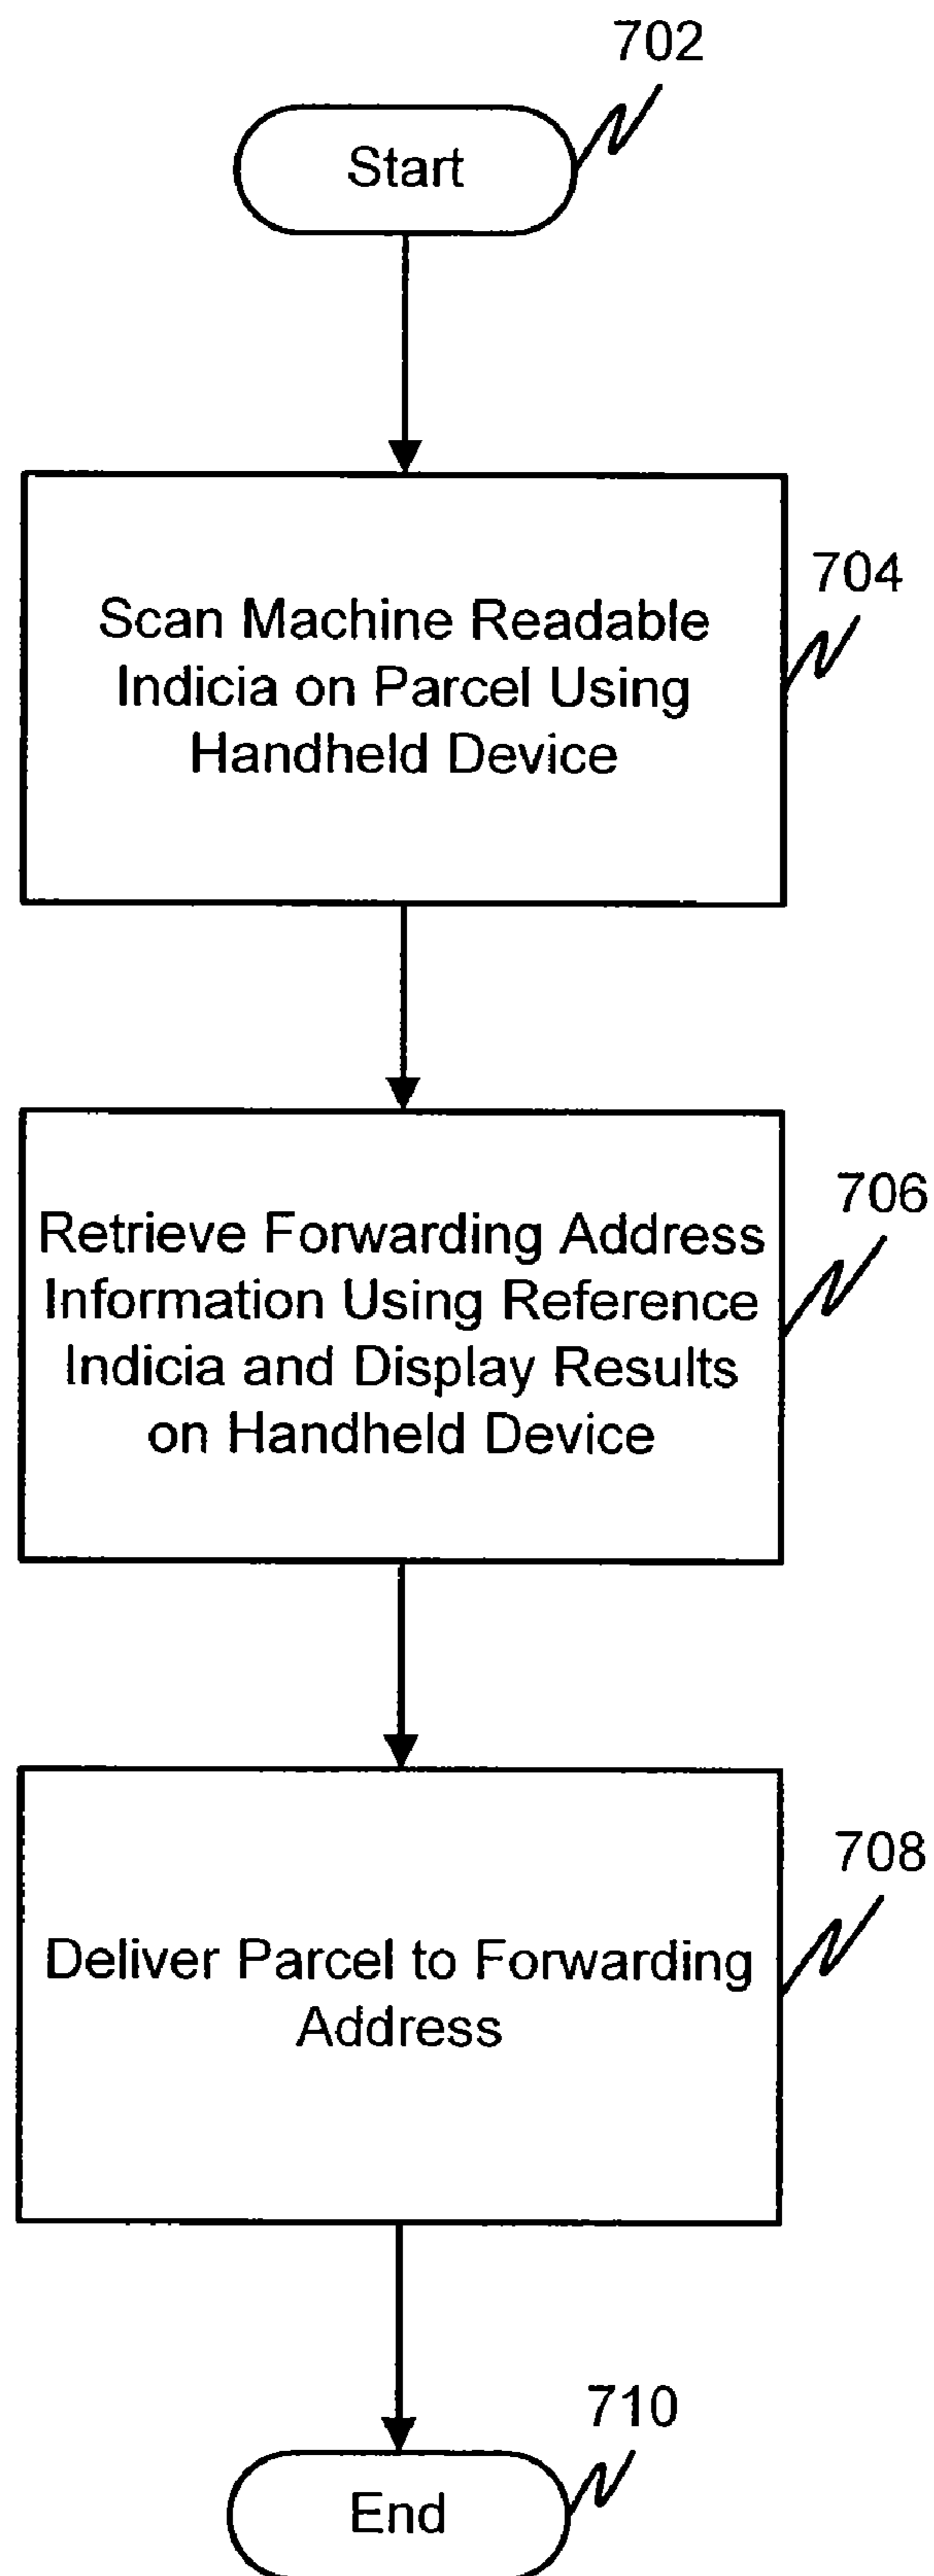 702
Start
704
Scan Machine Readable
Indicia on Parcel Using
Handheld Device
706
Retrieve Forwarding Address
Information Using Reference
Indicia and Display Results
on Handheld Device
708
Deliver Parcel to Forwarding
Address
710
End